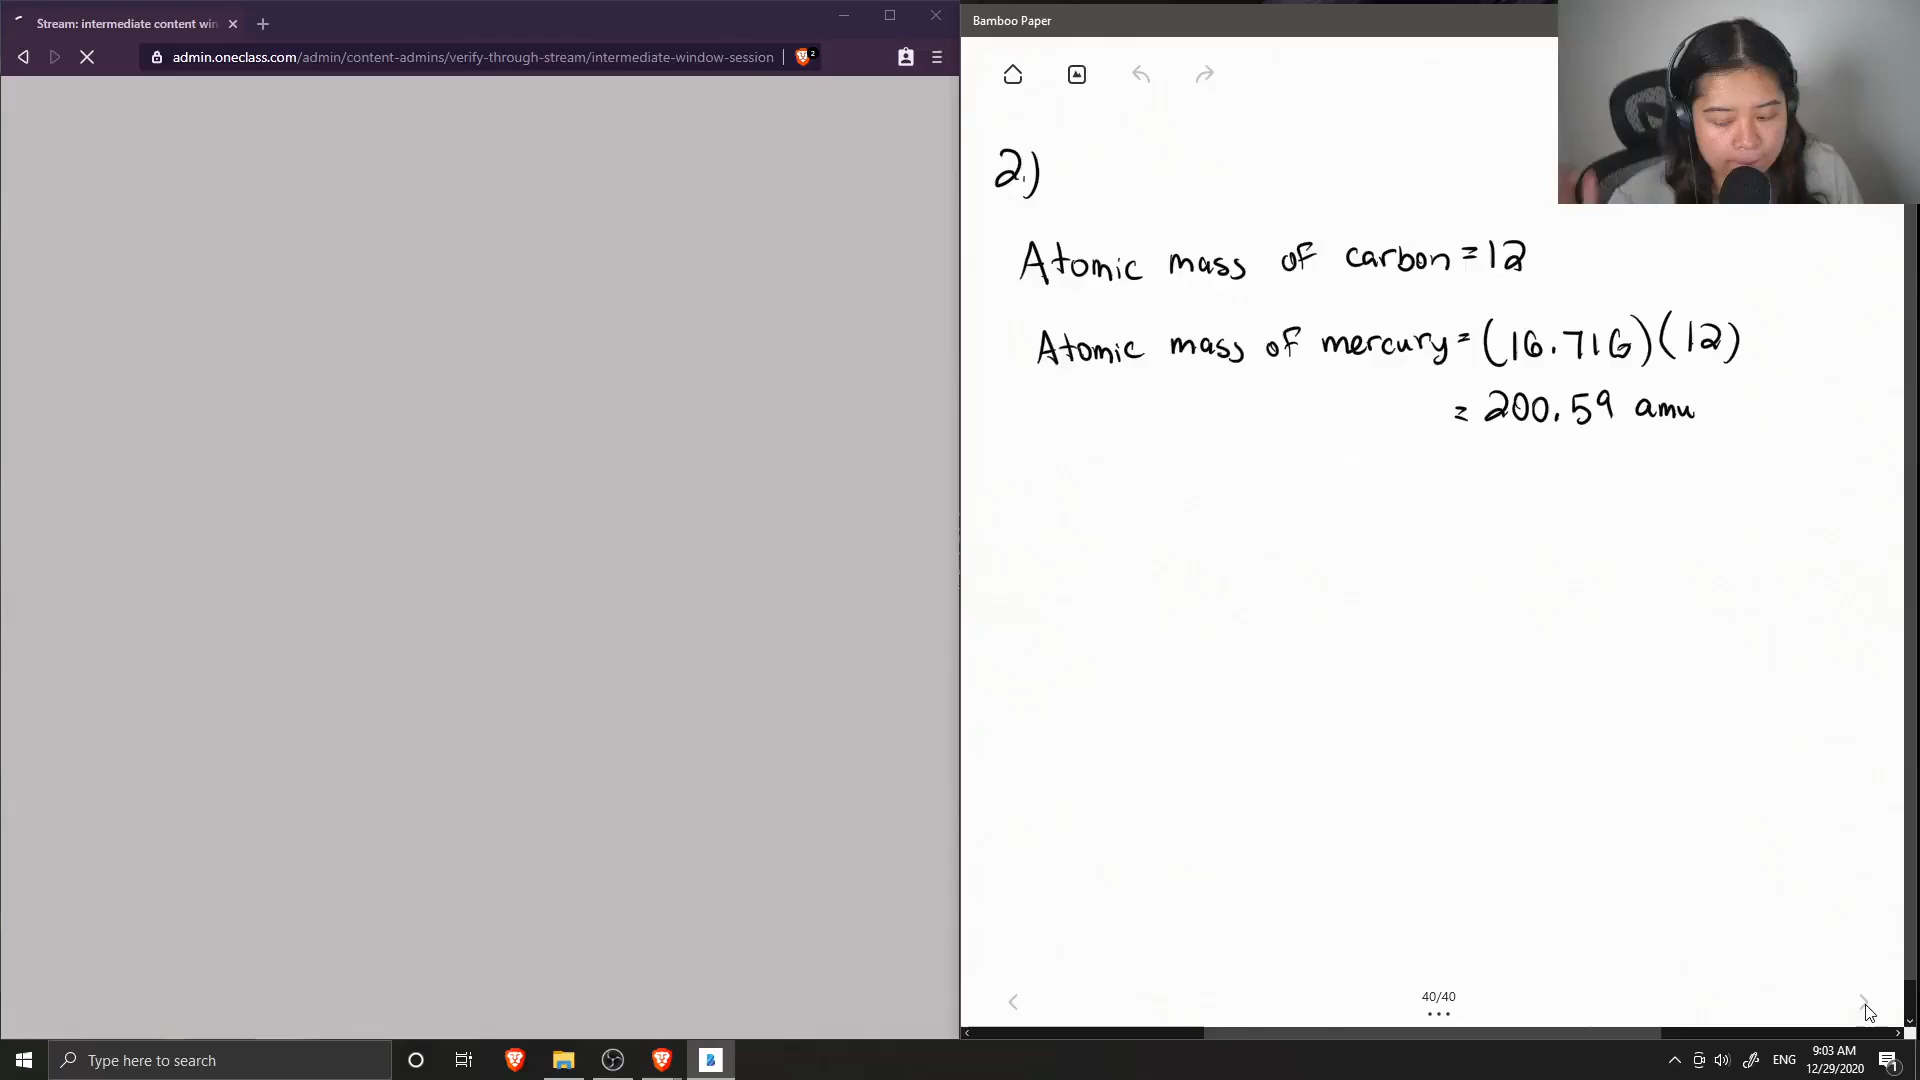 Stream: intermediate content win
admin.oneclass.com/admin/content-admins/verify-through-stream/intermediate-window-session
2
Bamboo Paper
2.)
Atomic mass of carbon = 12
Atomic mass of mercury = (16.716)(12)
= 200.59 amu
40/40
Type here to search
B
ENG
9:03 AM
12/29/2020
1